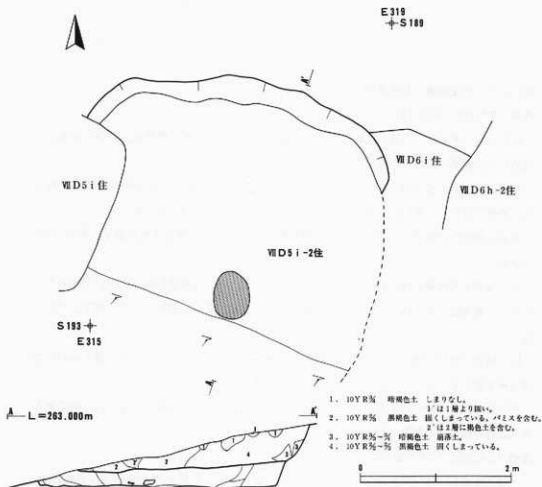 E319
S189
A'
ⅦD5i住
ⅦD6i住
ⅦD6h-2住
ⅦD5i-2住
S193
E315
A
A L=263.000m A'
1. 10YR 暗褐色土 しまりなし。
1'は1層より固い。
2. 10YR 黒褐色土 固くしまっている。パミスを含む。
2'は2層に褐色土を含む。
3. 10YR 暗褐色土 崩落土。
4. 10YR 黒褐色土 固くしまっている。
0 2m